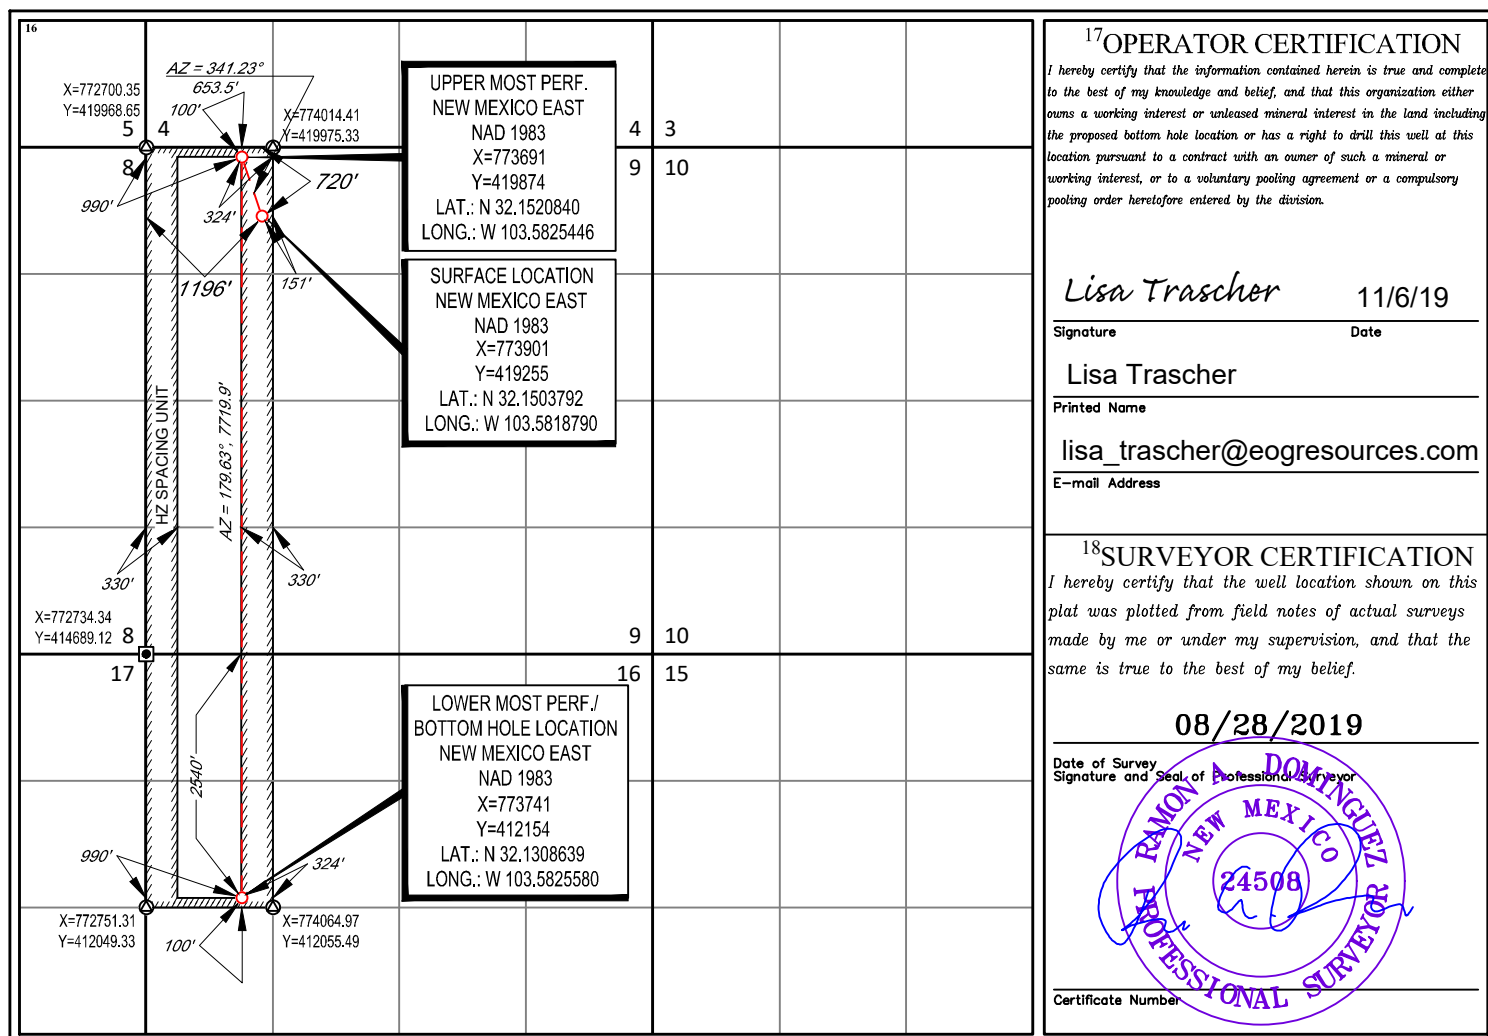 16
AZ = 341.23°
653.5'
100'
X=772700.35
Y=419968.65
X=774014.41
Y=419975.33
5 4
4 3
8
9 10
990'
324'
720'
1196'
151'
UPPER MOST PERF.
NEW MEXICO EAST
NAD 1983
X=773691
Y=419874
LAT.: N 32.1520840
LONG.: W 103.5825446
SURFACE LOCATION
NEW MEXICO EAST
NAD 1983
X=773901
Y=419255
LAT.: N 32.1503792
LONG.: W 103.5818790
HZ SPACING UNIT
AZ = 179.63°, 7719.9'
330'
330'
X=772734.34
Y=414689.12
8
9 10
17
16 15
2540'
LOWER MOST PERF./
BOTTOM HOLE LOCATION
NEW MEXICO EAST
NAD 1983
X=773741
Y=412154
LAT.: N 32.1308639
LONG.: W 103.5825580
990'
324'
X=772751.31
Y=412049.33
X=774064.97
Y=412055.49
100'
17OPERATOR CERTIFICATION
I hereby certify that the information contained herein is true and complete
to the best of my knowledge and belief, and that this organization either
owns a working interest or unleased mineral interest in the land including
the proposed bottom hole location or has a right to drill this well at this
location pursuant to a contract with an owner of such a mineral or
working interest, or to a voluntary pooling agreement or a compulsory
pooling order heretofore entered by the division.
Lisa Trascher 11/6/19
Signature Date
Lisa Trascher
Printed Name
lisa_trascher@eogresources.com
E-mail Address
18SURVEYOR CERTIFICATION
I hereby certify that the well location shown on this
plat was plotted from field notes of actual surveys
made by me or under my supervision, and that the
same is true to the best of my belief.
08/28/2019
Date of Survey
Signature and Seal of Professional Surveyor
RAMON A. DOMINGUEZ
NEW MEXICO
24508
PROFESSIONAL SURVEYOR
Certificate Number